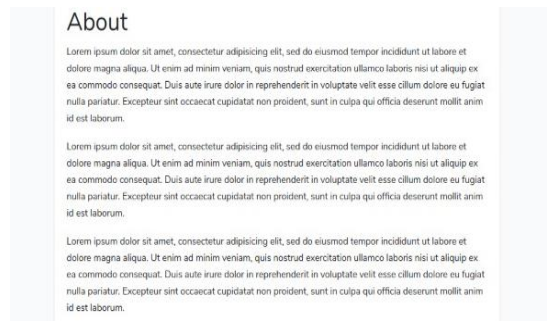 About
Lorem ipsum dolor sit amet, consectetur adipisicing elit, sed do eiusmod tempor incididunt ut labore et
dolore magna aliqua. Ut enim ad minim veniam, quis nostrud exercitation ullamco laboris nisi ut aliquip ex
ea commodo consequat. Duis aute irure dolor in reprehenderit in voluptate velit esse cillum dolore eu fugiat
nulla pariatur. Excepteur sint occaecat cupidatat non proident, sunt in culpa qui officia deserunt mollit anim
id est laborum.
Lorem ipsum dolor sit amet, consectetur adipisicing elit, sed do eiusmod tempor incididunt ut labore et
dolore magna aliqua. Ut enim ad minim veniam, quis nostrud exercitation ullamco laboris nisi ut aliquip ex
ea commodo consequat. Duis aute irure dolor in reprehenderit in voluptate velit esse cillum dolore eu fugiat
nulla pariatur. Excepteur sint occaecat cupidatat non proident, sunt in culpa qui officia deserunt mollit anim
id est laborum.
Lorem ipsum dolor sit amet, consectetur adipisicing elit, sed do eiusmod tempor incididunt ut labore et
dolore magna aliqua. Ut enim ad minim veniam, quis nostrud exercitation ullamco laboris nisi ut aliquip ex
ea commodo consequat. Duis aute irure dolor in reprehenderit in voluptate velit esse cillum dolore eu fugiat
nulla pariatur. Excepteur sint occaecat cupidatat non proident, sunt in culpa qui officia deserunt mollit anim
id est laborum.